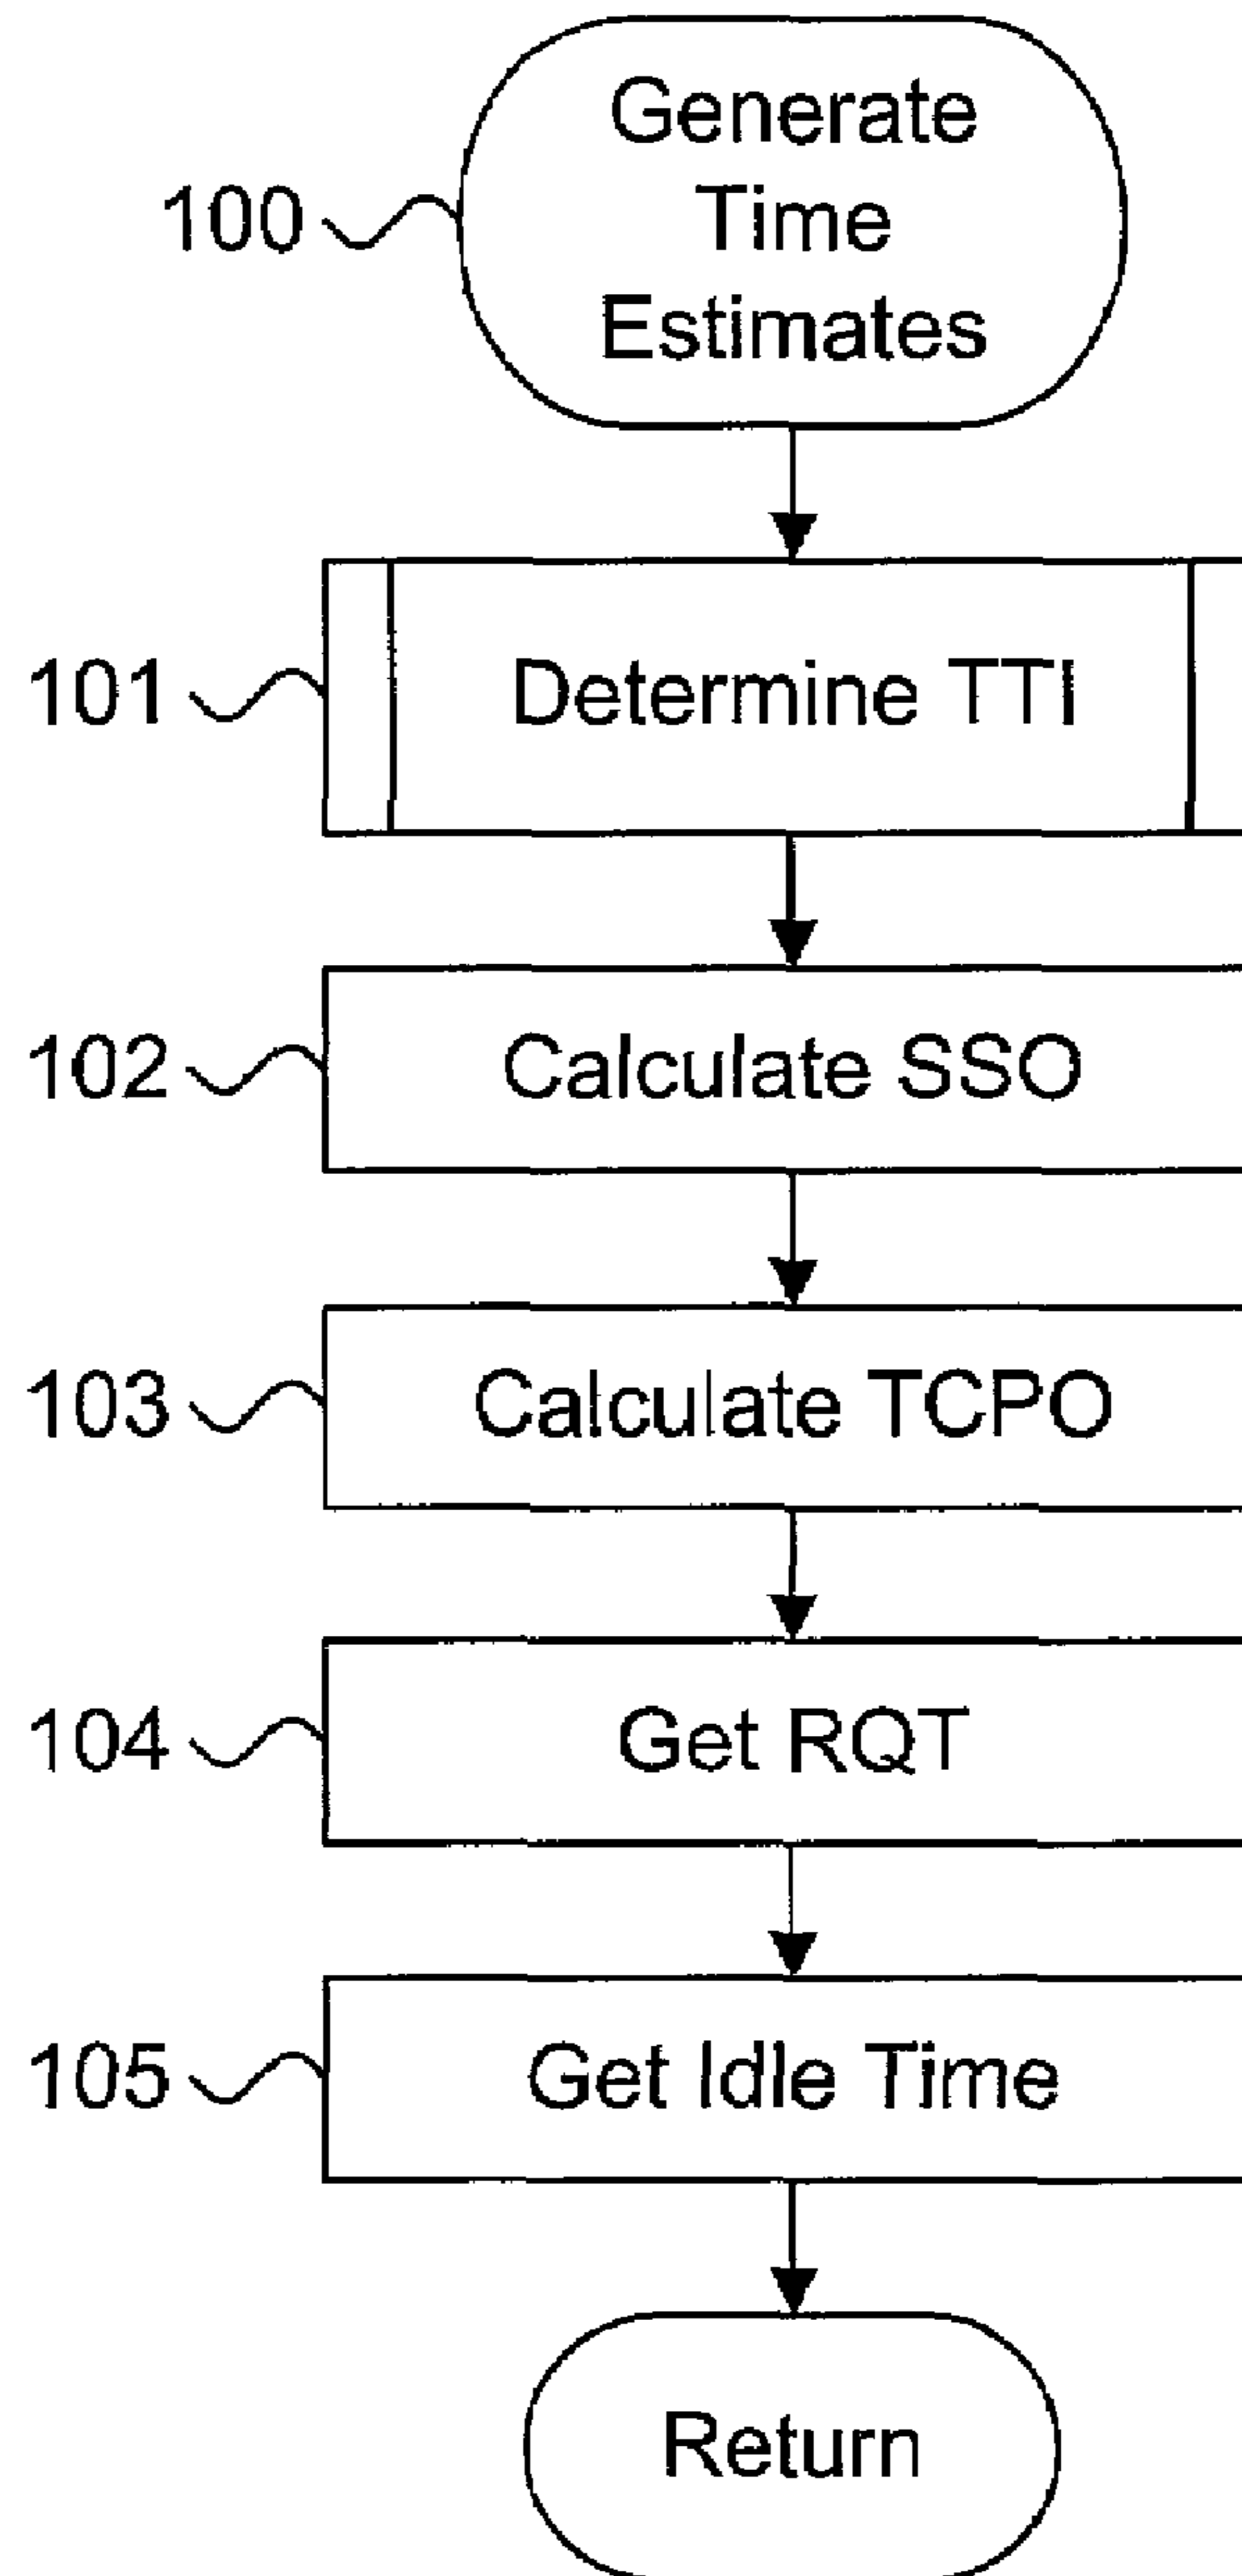 Generate
Time
Estimates
100
101
Determine TTI
102
Calculate SSO
103
Calculate TCPO
104
Get RQT
105
Get Idle Time
Return